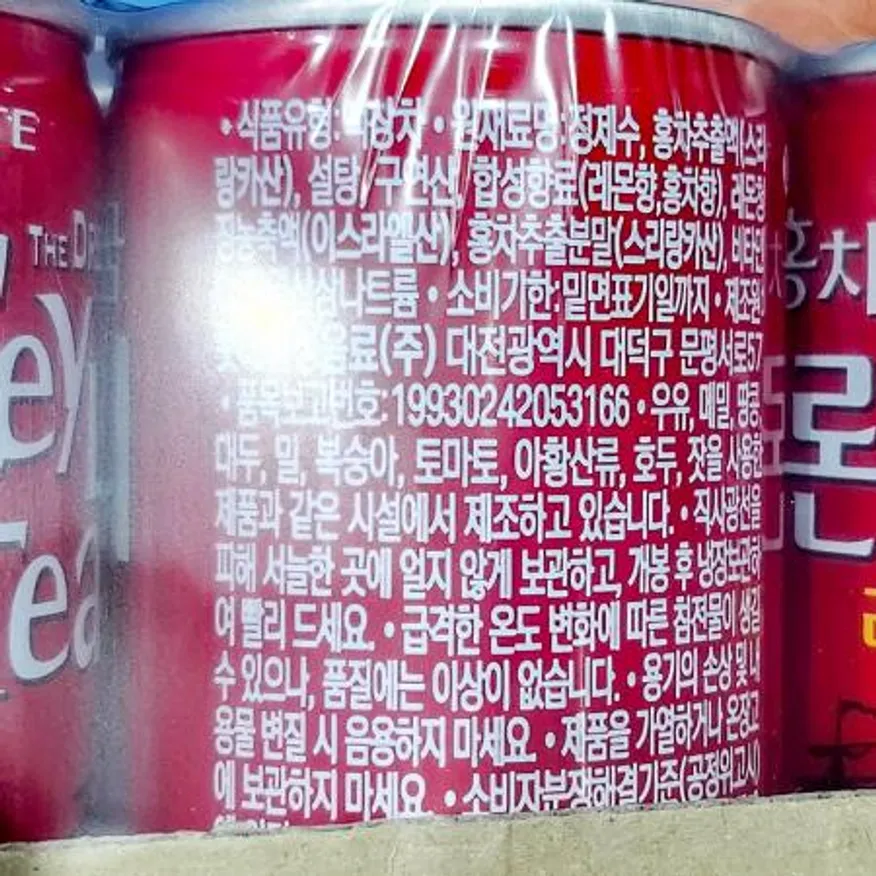 TE
THE
ey
Tea
• 식품유형: 액상차 • 원재료명: 정제수, 홍차추출액(스리
랑카산), 설탕, 구연산, 합성향료(레몬향,홍차향), 레몬청
농축액(이스라엘산), 홍차추출분말(스리랑카산), 비타민
삼나트륨 • 소비기한:밑면표기일까지 • 제조원
음료(주) 대전광역시 대덕구 문평서로57
• 품목보고번호:19930242053166 • 우유, 메밀, 땅콩
대두, 밀, 복숭아, 토마토, 아황산류, 호두, 잣을 사용한
제품과 같은 시설에서 제조하고 있습니다. • 직사광선을
피해 서늘한 곳에 얼지 않게 보관하고, 개봉 후 냉장보관하
여 빨리 드세요. • 급격한 온도 변화에 따른 침전물이 생길
수 있으나, 품질에는 이상이 없습니다. • 용기의 손상 및 내
용물 변질 시 음용하지 마세요. • 제품을 가열하거나 온장고
에 보관하지 마세요. • 소비자분쟁해결기준(공정위고시)
홍차
론